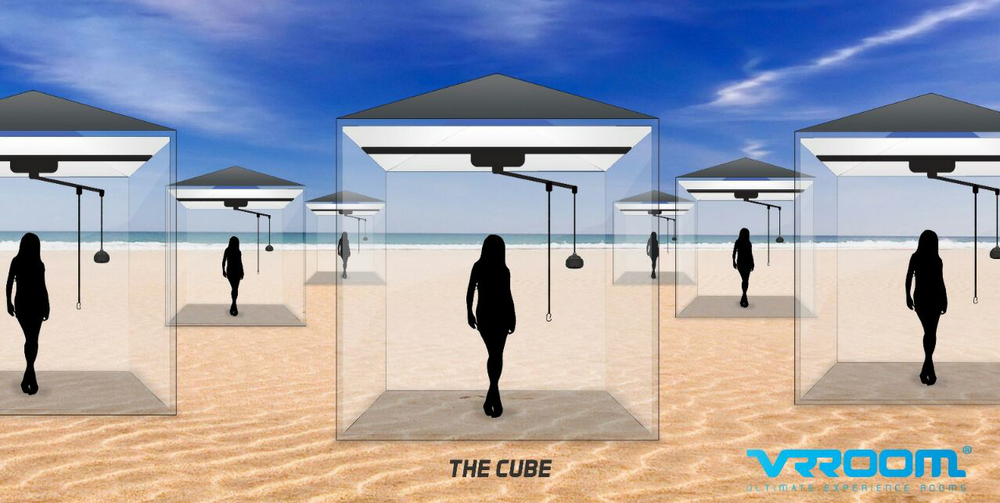 THE CUBE
VRROOM®
ULTIMATE EXPERIENCE ROOMS